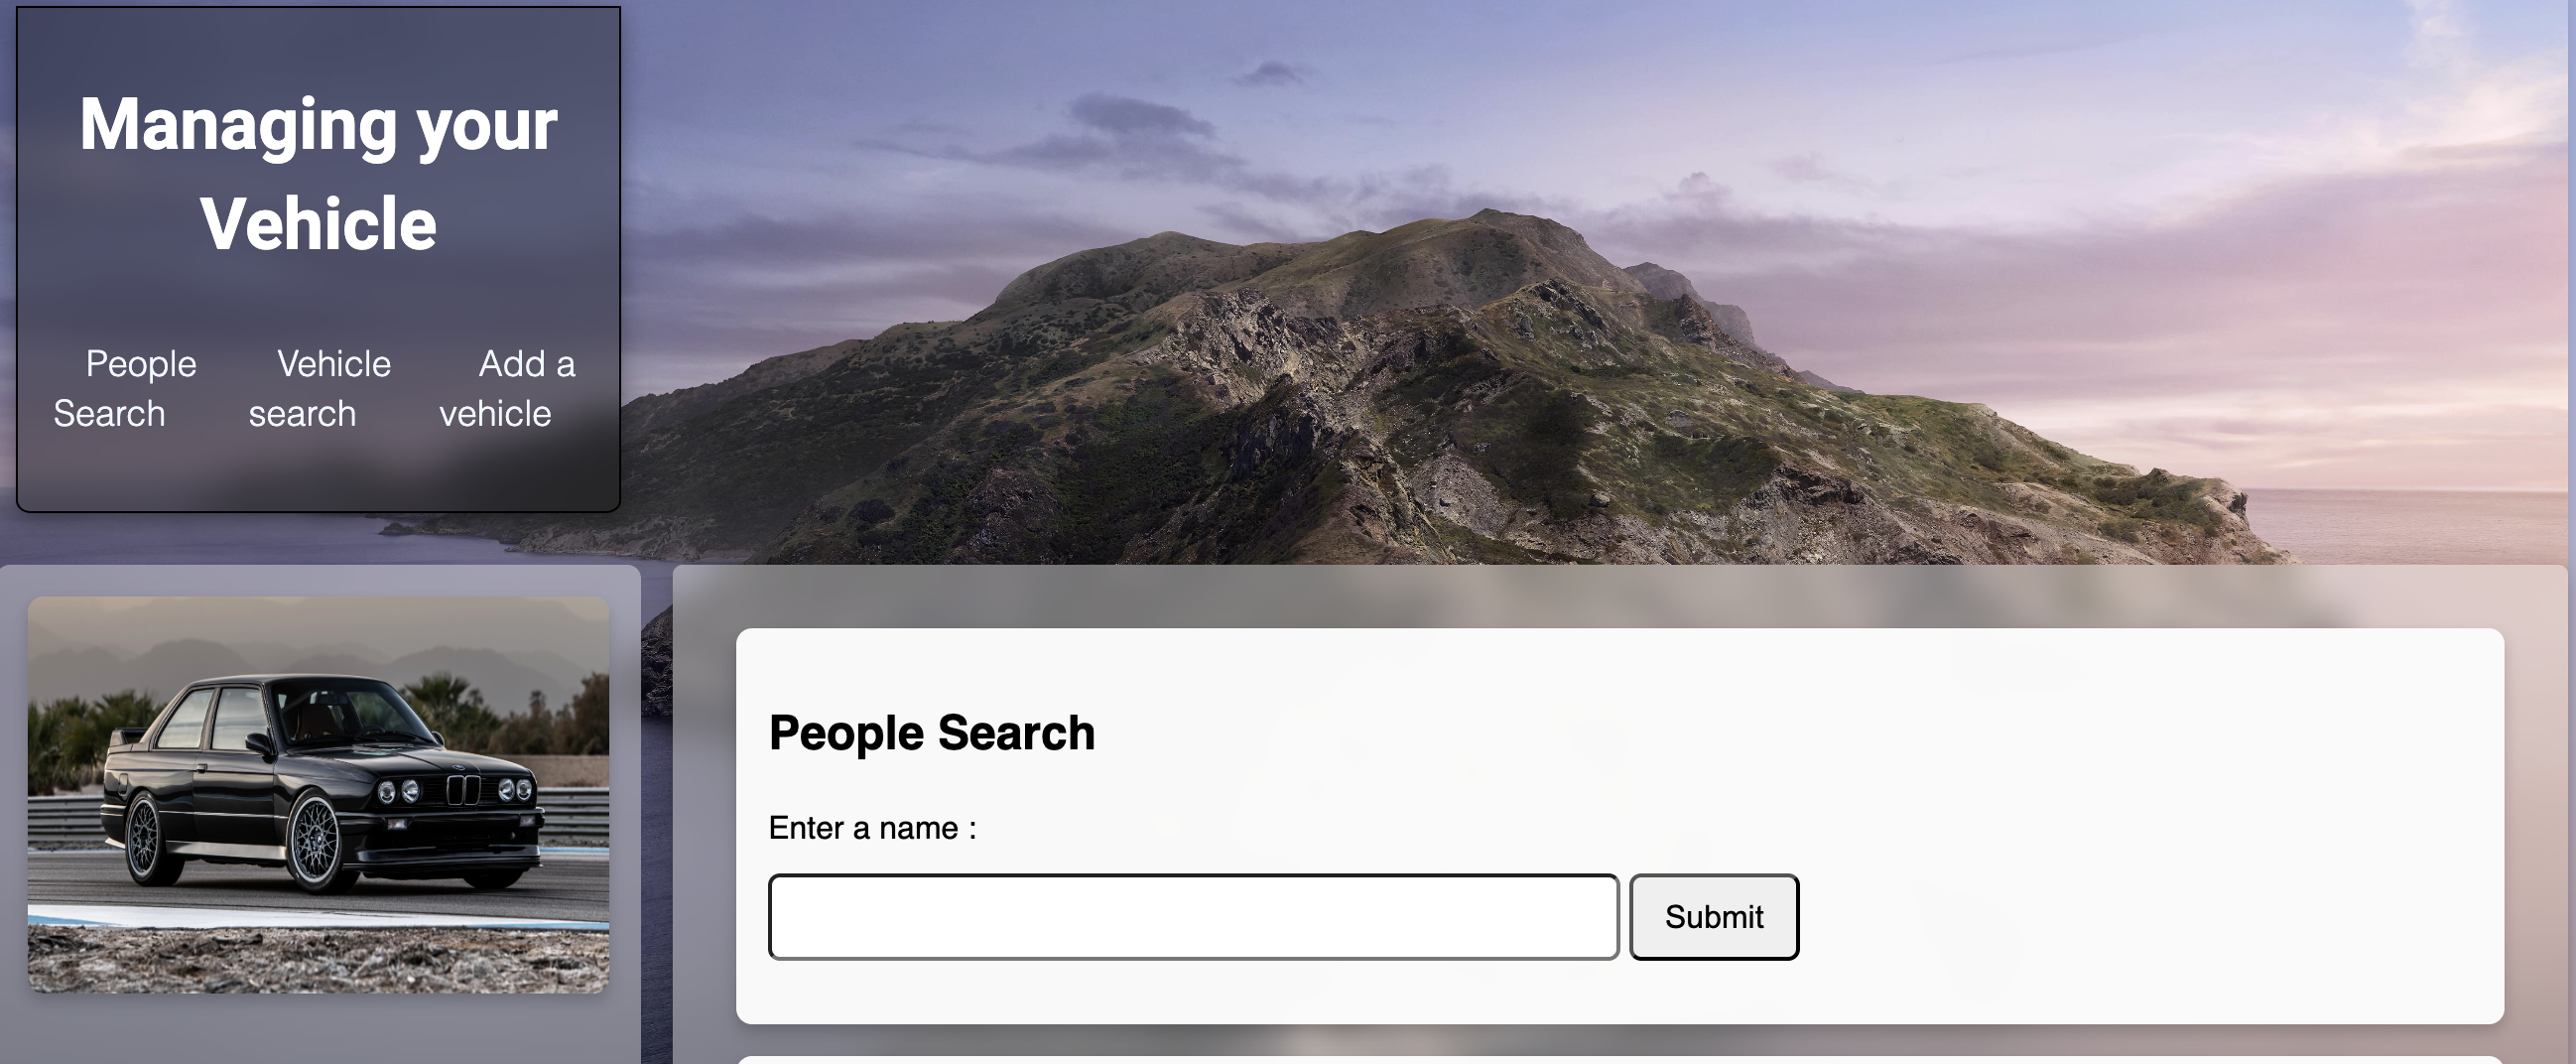 Managing your
Vehicle
People Search
Vehicle search
Add a vehicle
People Search
Enter a name :
Submit